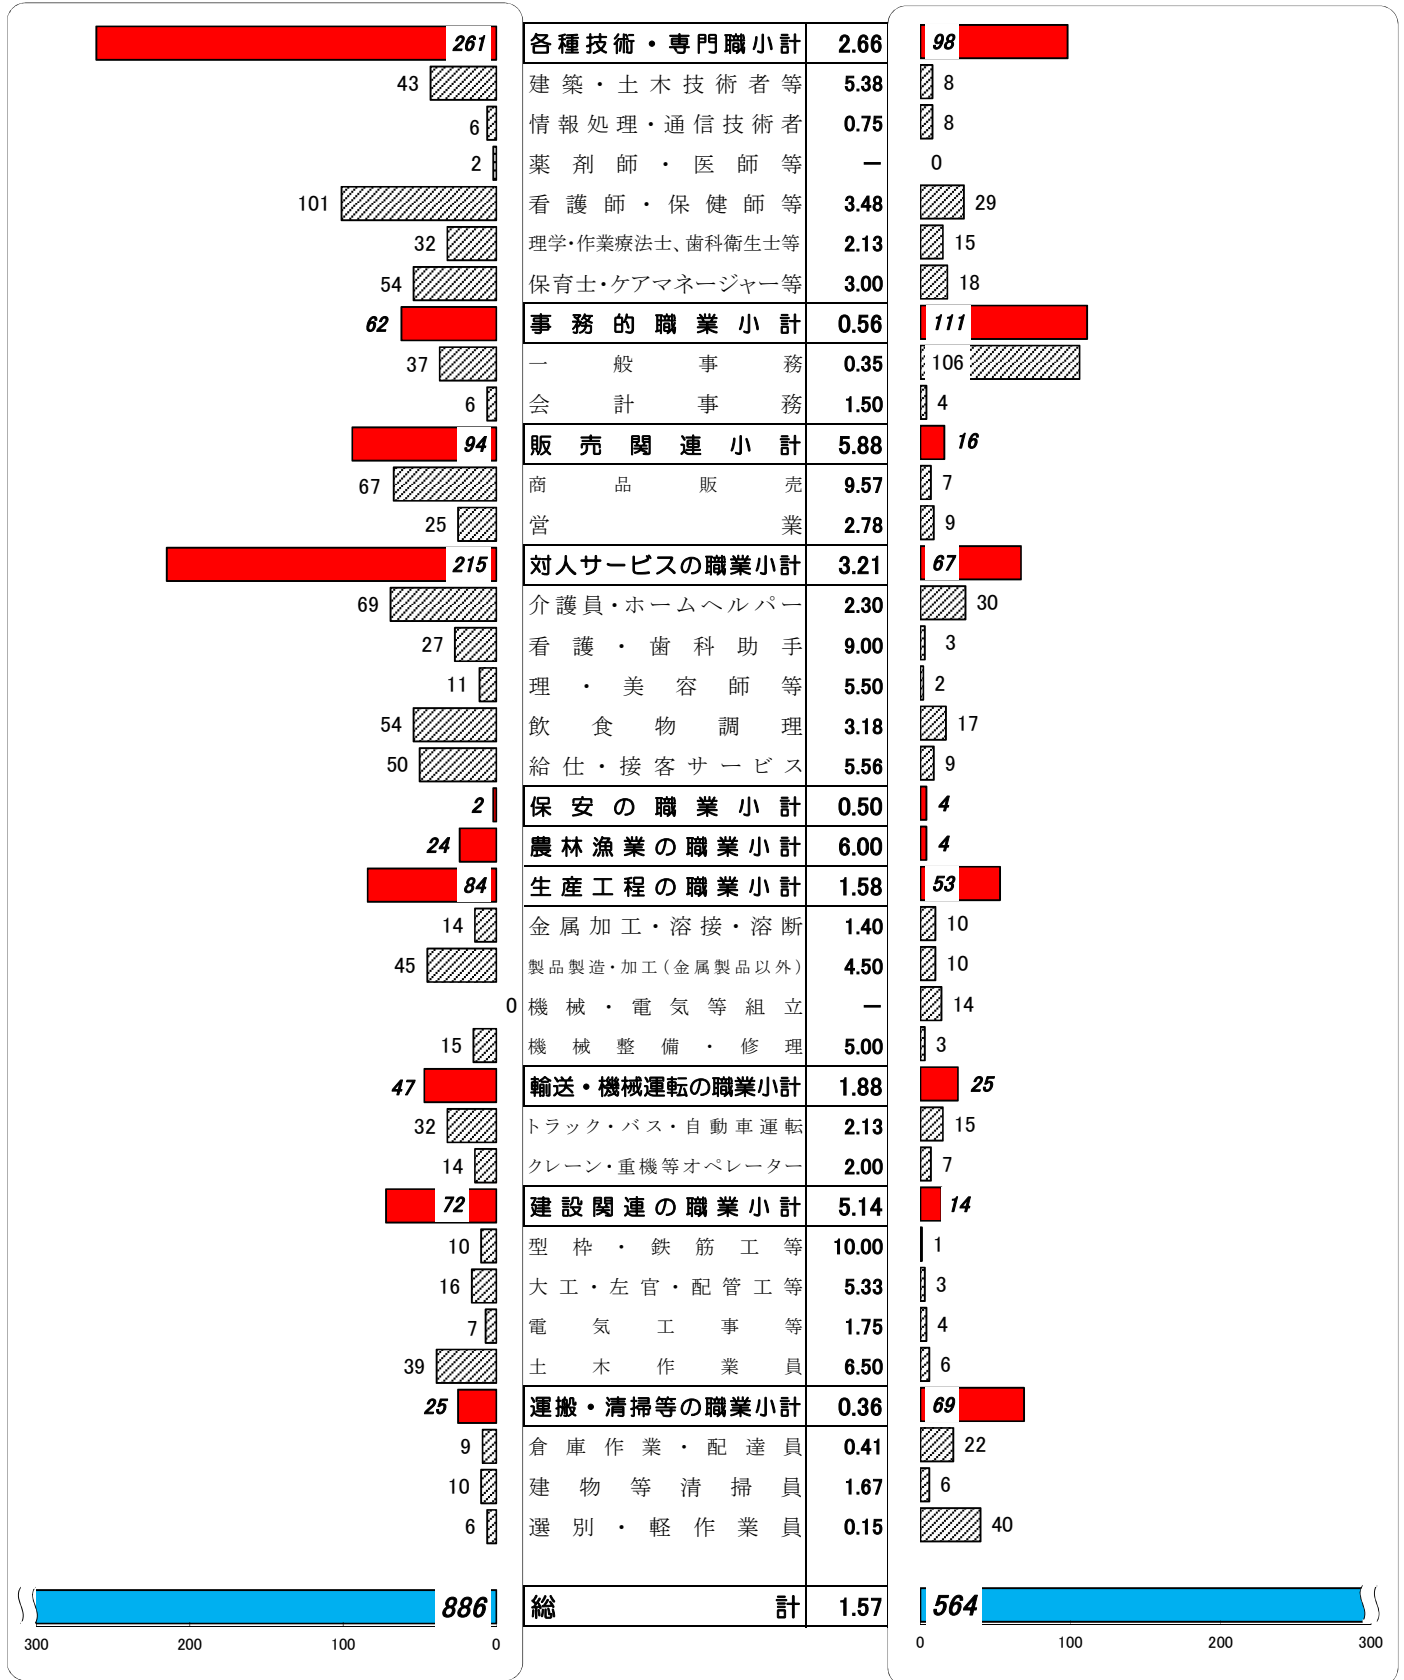 261 各種技術・専門職小計 2.66 98
43 建築・土木技術者等 5.38 8
6 情報処理・通信技術者 0.75 8
2 薬剤師・医師等 ー 0
101 看護師・保健師等 3.48 29
32 理学・作業療法士、歯科衛生士等 2.13 15
54 保育士・ケアマネージャー等 3.00 18
62 事務的職業小計 0.56 111
37 一般事務 0.35 106
6 会計事務 1.50 4
94 販売関連小計 5.88 16
67 商品販売 9.57 7
25 営業 2.78 9
215 対人サービスの職業小計 3.21 67
69 介護員・ホームヘルパー 2.30 30
27 看護・歯科助手 9.00 3
11 理・美容師等 5.50 2
54 飲食物調理 3.18 17
50 給仕・接客サービス 5.56 9
2 保安の職業小計 0.50 4
24 農林漁業の職業小計 6.00 4
84 生産工程の職業小計 1.58 53
14 金属加工・溶接・溶断 1.40 10
45 製品製造・加工(金属製品以外) 4.50 10
0 機械・電気等組立 ー 14
15 機械整備・修理 5.00 3
47 輸送・機械運転の職業小計 1.88 25
32 トラック・バス・自動車運転 2.13 15
14 クレーン・重機等オペレーター 2.00 7
72 建設関連の職業小計 5.14 14
10 型枠・鉄筋工等 10.00 1
16 大工・左官・配管工等 5.33 3
7 電気工事等 1.75 4
39 土木作業員 6.50 6
25 運搬・清掃等の職業小計 0.36 69
9 倉庫作業・配達員 0.41 22
10 建物等清掃員 1.67 6
6 選別・軽作業員 0.15 40
886 総計 1.57 564
300 200 100 0 0 100 200 300